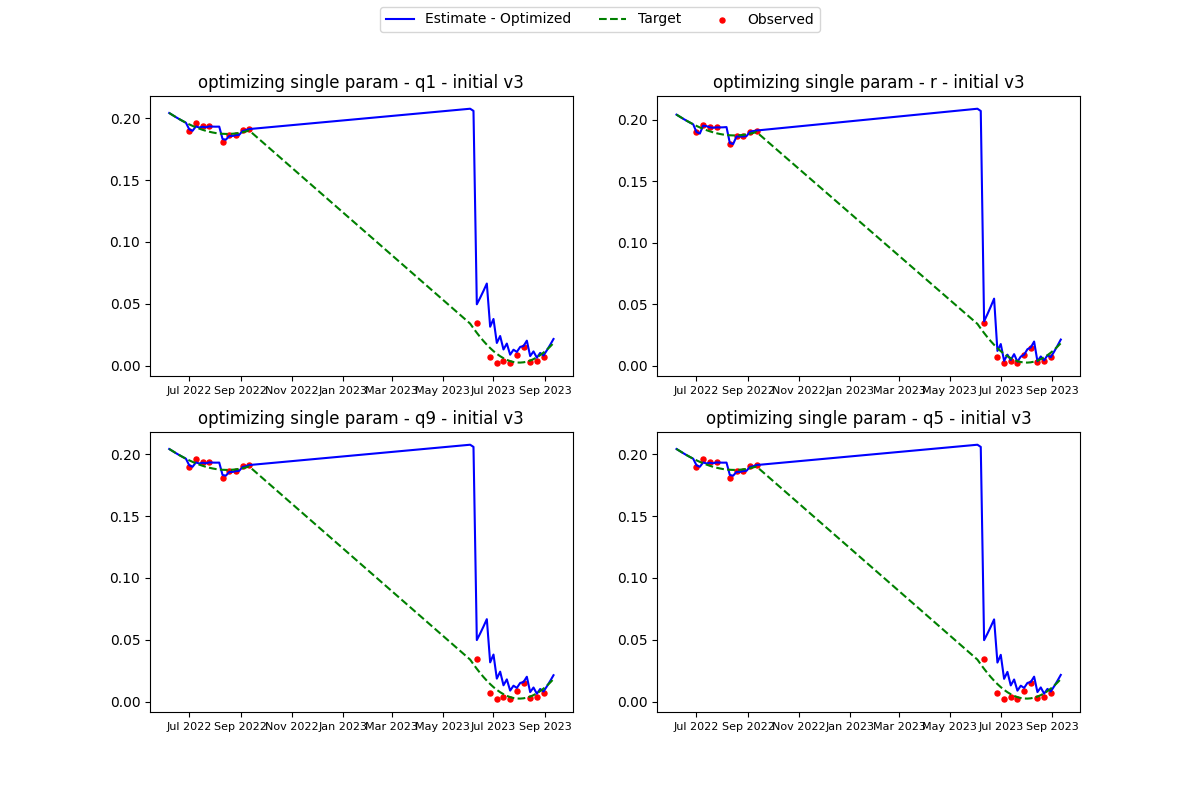 Estimate - Optimized Target Observed
optimizing single param - q1 - initial v3
0.20
0.15
0.10
0.05
0.00
Jul 2022 Sep 2022 Nov 2022 Jan 2023 Mar 2023 May 2023 Jul 2023 Sep 2023
optimizing single param - r - initial v3
0.20
0.15
0.10
0.05
0.00
Jul 2022 Sep 2022 Nov 2022 Jan 2023 Mar 2023 May 2023 Jul 2023 Sep 2023
optimizing single param - q9 - initial v3
0.20
0.15
0.10
0.05
0.00
Jul 2022 Sep 2022 Nov 2022 Jan 2023 Mar 2023 May 2023 Jul 2023 Sep 2023
optimizing single param - q5 - initial v3
0.20
0.15
0.10
0.05
0.00
Jul 2022 Sep 2022 Nov 2022 Jan 2023 Mar 2023 May 2023 Jul 2023 Sep 2023